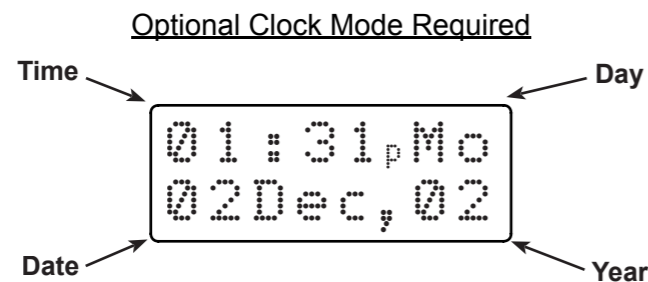 Optional Clock Mode Required
Time
Day
01:31pMo
02Dec,02
Date
Year